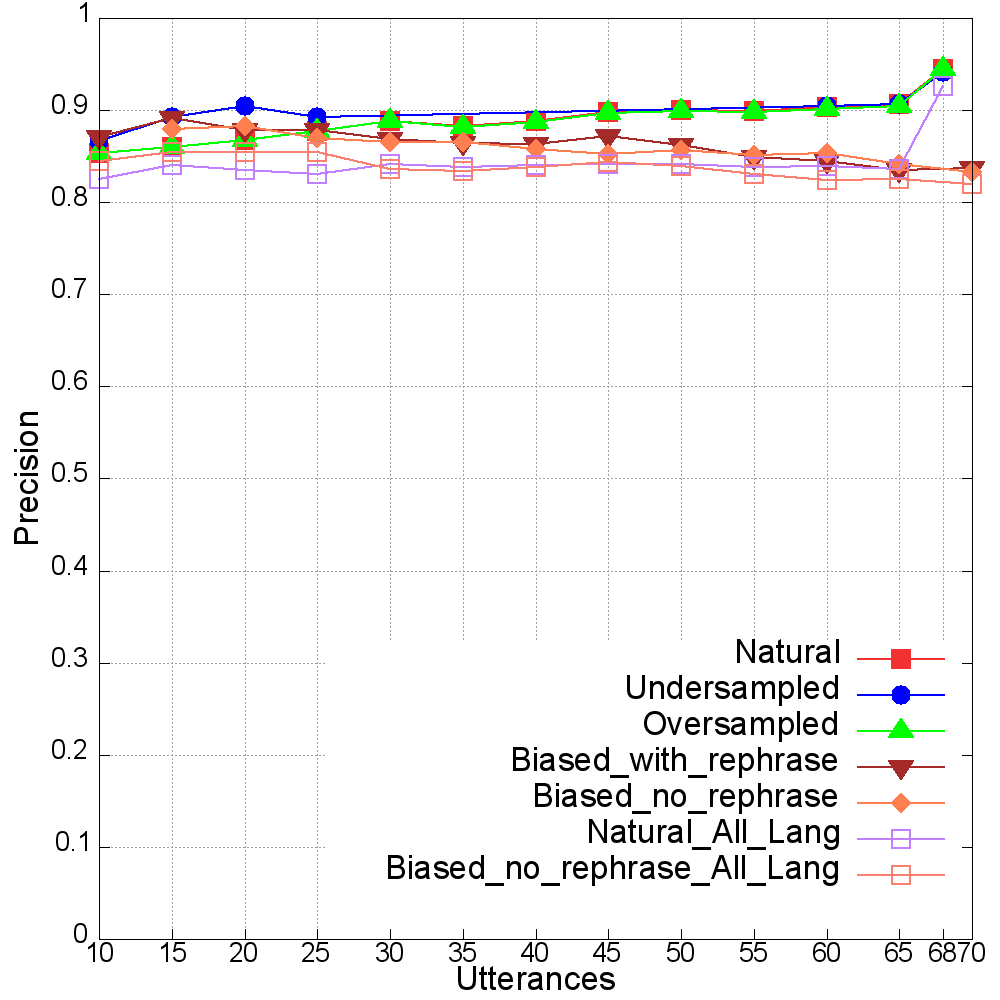 1
0.9
0.8
0.7
0.6
0.5
0.4
0.3
0.2
0.1
0
Precision
Natural
Undersampled
Oversampled
Biased_with_rephrase
Biased_no_rephrase
Natural_All_Lang
Biased_no_rephrase_All_Lang
10 15 20 25 30 35 40 45 50 55 60 65 68 70
Utterances